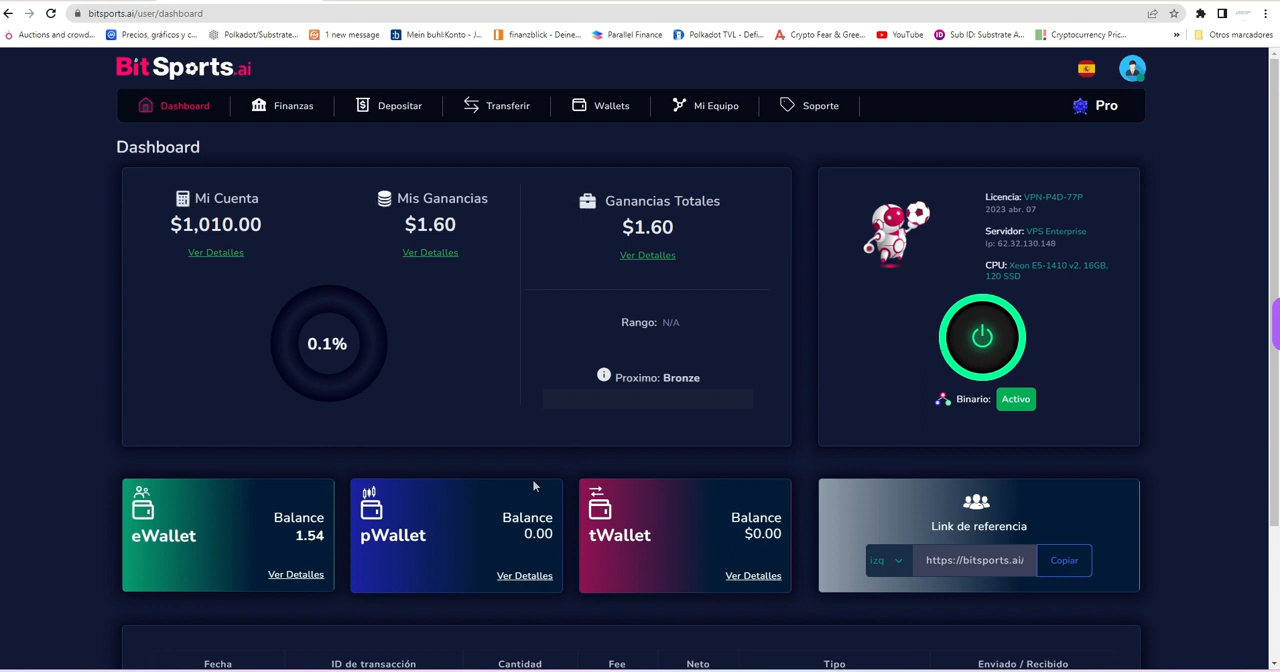 bitsports.ai/user/dashboard
Auctions and crowd... Precios, gráficos y c... Polkadot/Substrate... 1 new message Mein buhl:Konto - J... finanzblick - Deine... Parallel Finance Polkadot TVL - Defi... Crypto Fear & Gree... YouTube Sub ID: Substrate A... Cryptocurrency Pric... » Otros marcadores
BitSports.ai
Dashboard Finanzas Depositar Transferir Wallets Mi Equipo Soporte Pro
Dashboard
Mi Cuenta
$1,010.00
Ver Detalles
Mis Ganancias
$1.60
Ver Detalles
0.1%
Ganancias Totales
$1.60
Ver Detalles
Rango: N/A
Proximo: Bronze
Licencia: VPN-P4D-77P
2023 abr. 07
Servidor: VPS Enterprise
Ip: 62.32.130.148
CPU: Xeon E5-1410 v2, 16GB,
120 SSD
Binario: Activo
eWallet
Balance
1.54
Ver Detalles
pWallet
Balance
0.00
Ver Detalles
tWallet
Balance
$0.00
Ver Detalles
Link de referencia
izq https://bitsports.ai/ Copiar
Fecha ID de transacción Cantidad Fee Neto Tipo Enviado / Recibido